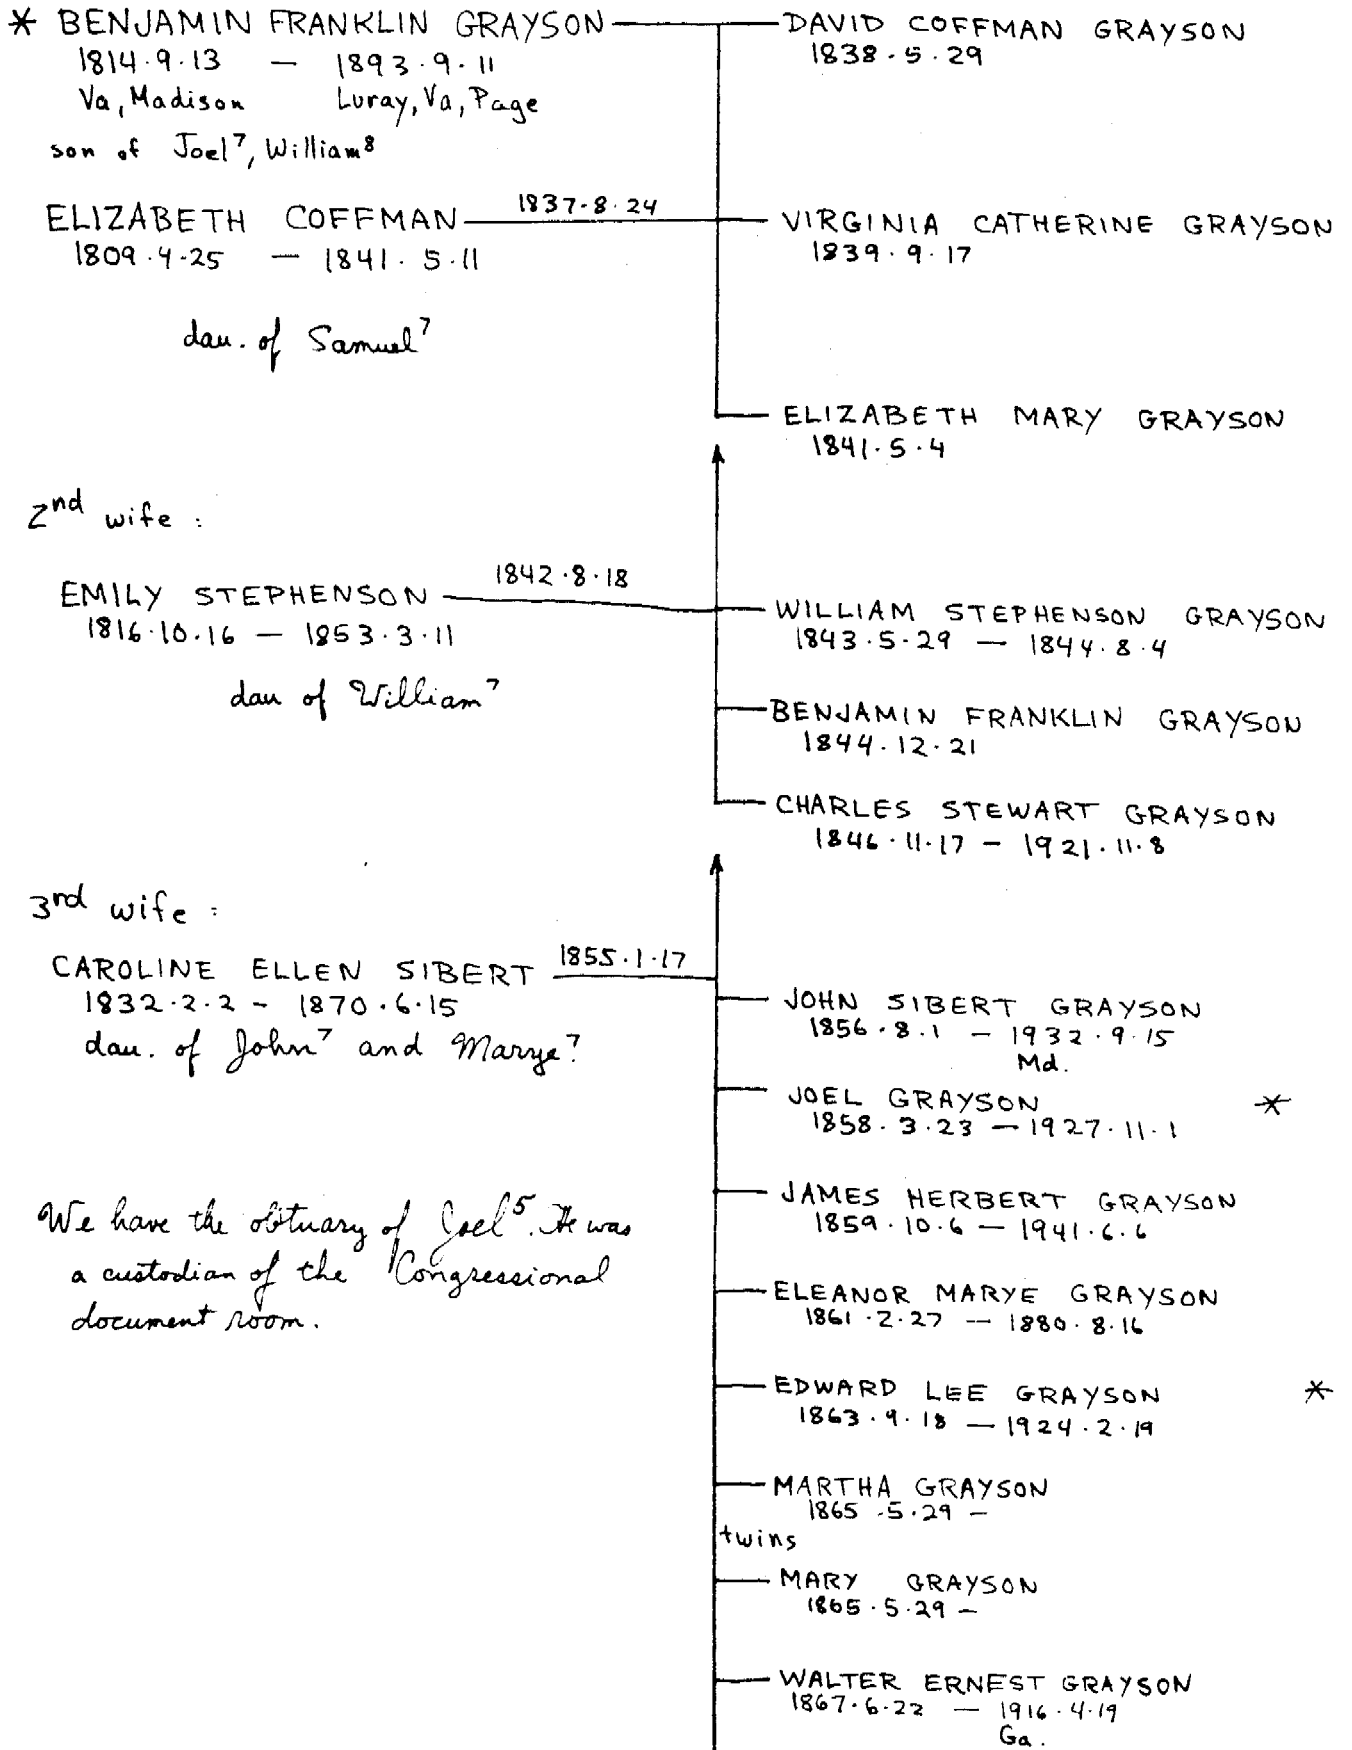 * BENJAMIN FRANKLIN GRAYSON
1814.9.13 — 1893.9.11
Va, Madison Luray, Va, Page
son of Joel⁷, William⁸
DAVID COFFMAN GRAYSON
1838.5.29
ELIZABETH COFFMAN 1837.8.24
1809.4.25 — 1841.5.11
dau. of Samuel⁷
VIRGINIA CATHERINE GRAYSON
1839.9.17
ELIZABETH MARY GRAYSON
1841.5.4
2nd wife :
EMILY STEPHENSON 1842.8.18
1816.10.16 — 1853.3.11
dau of William⁷
WILLIAM STEPHENSON GRAYSON
1843.5.29 — 1844.8.4
BENJAMIN FRANKLIN GRAYSON
1844.12.21
CHARLES STEWART GRAYSON
1846.11.17 — 1921.11.8
3rd wife :
CAROLINE ELLEN SIBERT 1855.1.17
1832.2.2 - 1870.6.15
dau. of John⁷ and Marye?
JOHN SIBERT GRAYSON
1856.8.1 — 1932.9.15
Md.
JOEL GRAYSON *
1858.3.23 — 1927.11.1
JAMES HERBERT GRAYSON
1859.10.6 — 1941.6.6
We have the obituary of Joel⁵. He was
a custodian of the Congressional
document room.
ELEANOR MARYE GRAYSON
1861.2.27 — 1880.8.16
EDWARD LEE GRAYSON *
1863.9.18 — 1924.2.19
MARTHA GRAYSON
1865.5.29 -
twins
MARY GRAYSON
1865.5.29 -
WALTER ERNEST GRAYSON
1867.6.22 — 1916.4.19
Ga.